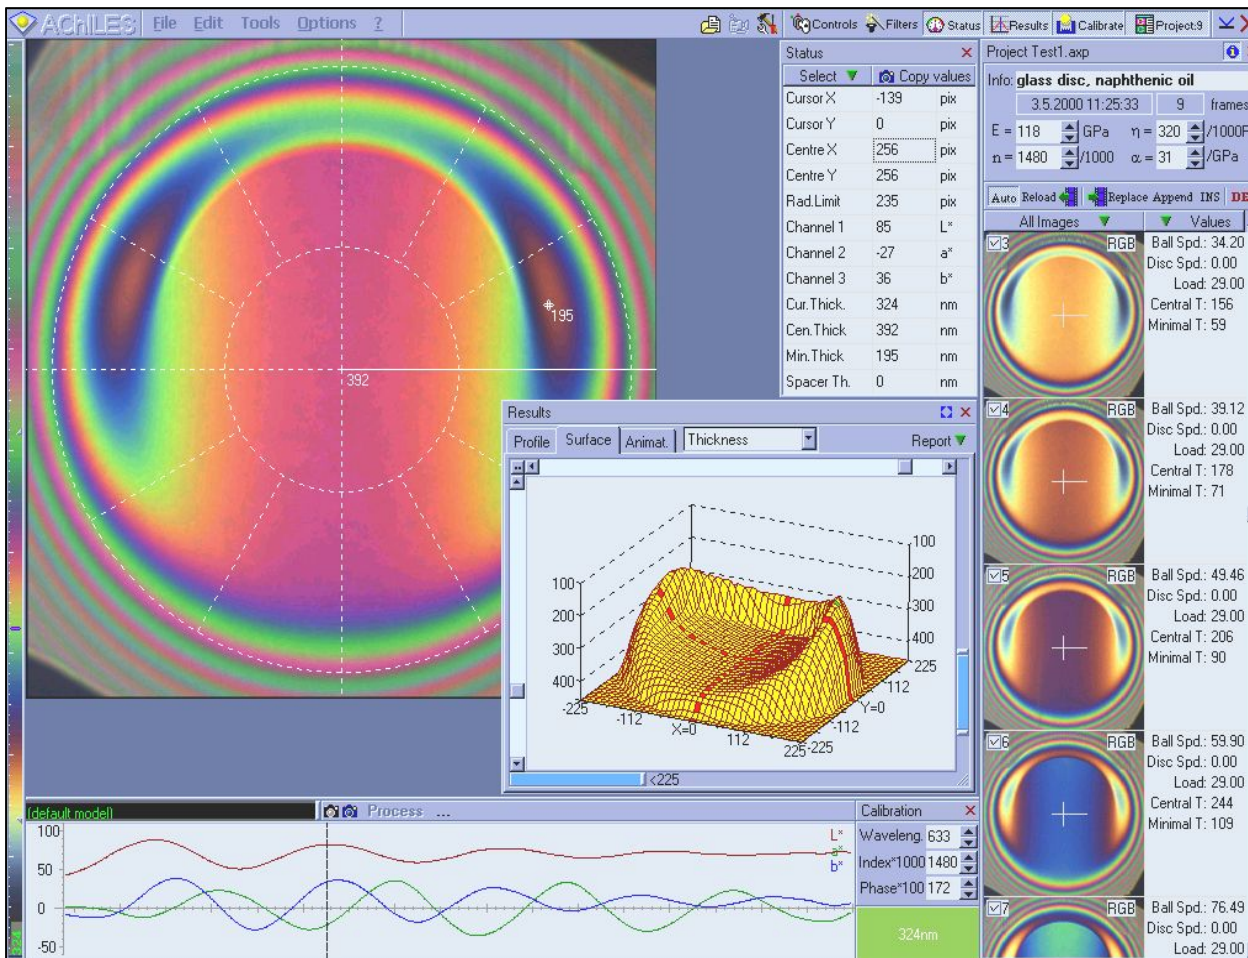 AChILES File Edit Tools Options ? Controls Filters Status Results Calibrate Project:9
Status
Select Copy values
Cursor X -139 pix
Cursor Y 0 pix
Centre X 256 pix
Centre Y 256 pix
Rad.Limit 235 pix
Channel 1 85 L*
Channel 2 -27 a*
Channel 3 36 b*
Cur.Thick. 324 nm
Cen.Thick 392 nm
Min.Thick 195 nm
Spacer Th. 0 nm
195
392
Project Test1.axp
Info: glass disc, naphthenic oil
3.5.2000 11:25:33 9 frames
E = 118 GPa η = 320 /1000P
n = 1480 /1000 α = 31 /GPa
Auto Reload Replace Append INS DE
All Images Values
3 RGB Ball Spd.: 34.20
Disc Spd.: 0.00
Load: 29.00
Central T: 156
Minimal T: 59
4 RGB Ball Spd.: 39.12
Disc Spd.: 0.00
Load: 29.00
Central T: 178
Minimal T: 71
5 RGB Ball Spd.: 49.46
Disc Spd.: 0.00
Load: 29.00
Central T: 206
Minimal T: 90
6 RGB Ball Spd.: 59.90
Disc Spd.: 0.00
Load: 29.00
Central T: 244
Minimal T: 109
7 RGB Ball Spd.: 76.49
Disc Spd.: 0.00
Load: 29.00
Results
Profile Surface Animat. Thickness Report
100
200
300
400
100
200
300
400
-225 -112 X=0 112 225
-225 -112 Y=0 112 225
<225
(default model) Process ...
100
50
0
-50
L*
a*
b*
Calibration
Waveleng. 633
Index*1000 1480
Phase*100 172
324nm
324